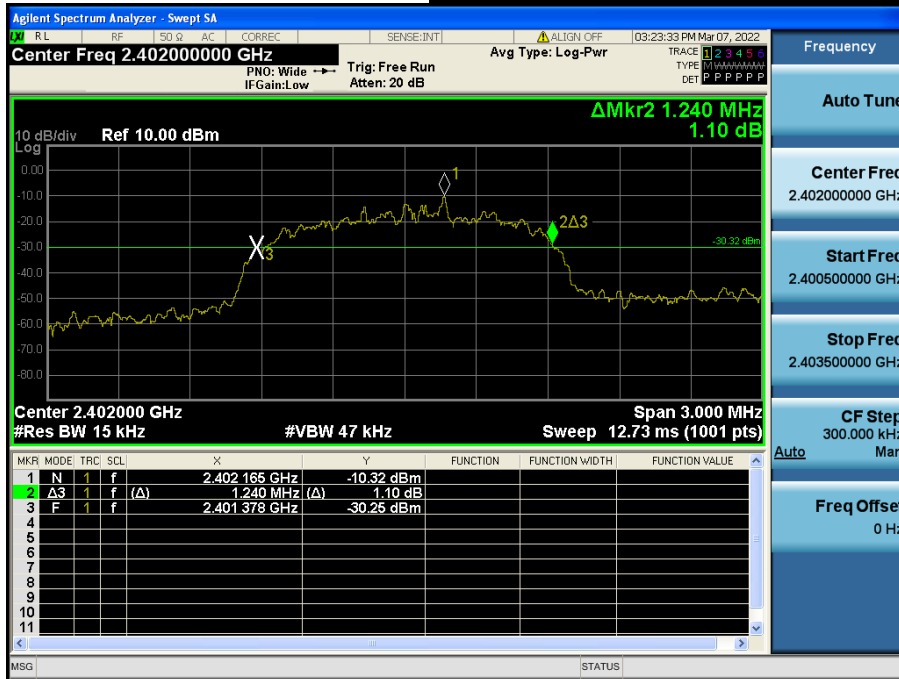 Agilent Spectrum Analyzer - Swept SA
LXI RL RF 50 Ω AC CORREC SENSE:INT ALIGN OFF 03:23:33 PM Mar 07, 2022
Center Freq 2.402000000 GHz
PNO: Wide
IFGain:Low
Trig: Free Run
Atten: 20 dB
Avg Type: Log-Pwr
TRACE 1 2 3 4 5 6
TYPE M
DET P P P P P P
ΔMkr2 1.240 MHz
1.10 dB
10 dB/div Ref 10.00 dBm
Log
0.00
-10.0
-20.0
-30.0
-40.0
-50.0
-60.0
-70.0
-80.0
1
2Δ3
3
-30.32 dBm
Center 2.402000 GHz Span 3.000 MHz
#Res BW 15 kHz #VBW 47 kHz Sweep 12.73 ms (1001 pts)
MKR MODE TRC SCL X Y FUNCTION FUNCTION WIDTH FUNCTION VALUE
1 N 1 f 2.402 165 GHz -10.32 dBm
2 Δ3 1 f (Δ) 1.240 MHz (Δ) 1.10 dB
3 F 1 f 2.401 378 GHz -30.25 dBm
4
5
6
7
8
9
10
11
MSG STATUS
Frequency
Auto Tune
Center Freq
2.402000000 GHz
Start Freq
2.400500000 GHz
Stop Freq
2.403500000 GHz
CF Step
300.000 kHz
Auto Man
Freq Offset
0 Hz